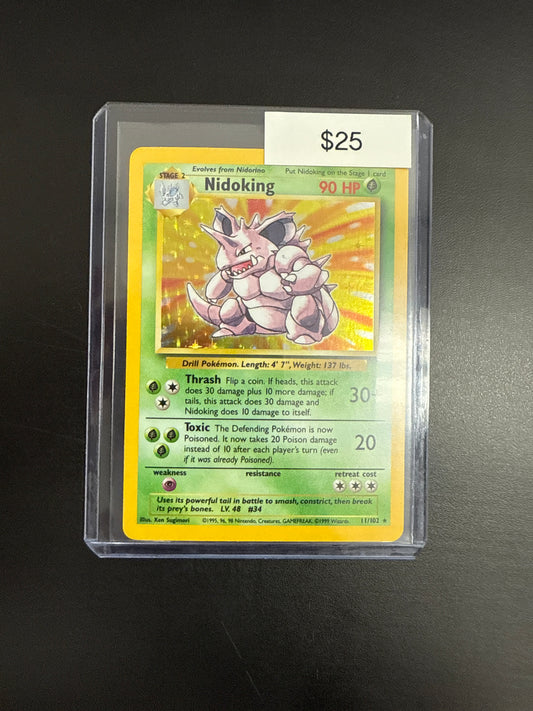 $25
Evolves from Nidorino Put Nidoking on the Stage 1 card
STAGE 2
Nidoking 90 HP
Drill Pokémon. Length: 4' 7", Weight: 137 lbs.
Thrash Flip a coin. If heads, this attack
does 30 damage plus 10 more damage; if
tails, this attack does 30 damage and
Nidoking does 10 damage to itself.
30+
Toxic The Defending Pokémon is now
Poisoned. It now takes 20 Poison damage
instead of 10 after each player's turn (even
if it was already Poisoned).
20
weakness resistance retreat cost
Uses its powerful tail in battle to smash, constrict, then break
its prey's bones. LV. 48 #34
Illus. Ken Sugimori ©1995, 96, 98 Nintendo, Creatures, GAMEFREAK. ©1999 Wizards. 11/102 ★